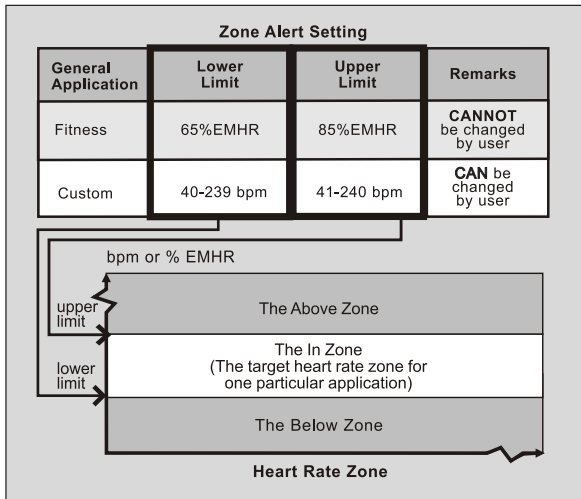 Zone Alert Setting
General Application
Lower Limit
Upper Limit
Remarks
Fitness
65%EMHR
85%EMHR
CANNOT
be changed
by user
Custom
40-239 bpm
41-240 bpm
CAN be
changed
by user
bpm or % EMHR
upper
limit
The Above Zone
The In Zone
(The target heart rate zone for
one particular application)
lower
limit
The Below Zone
Heart Rate Zone